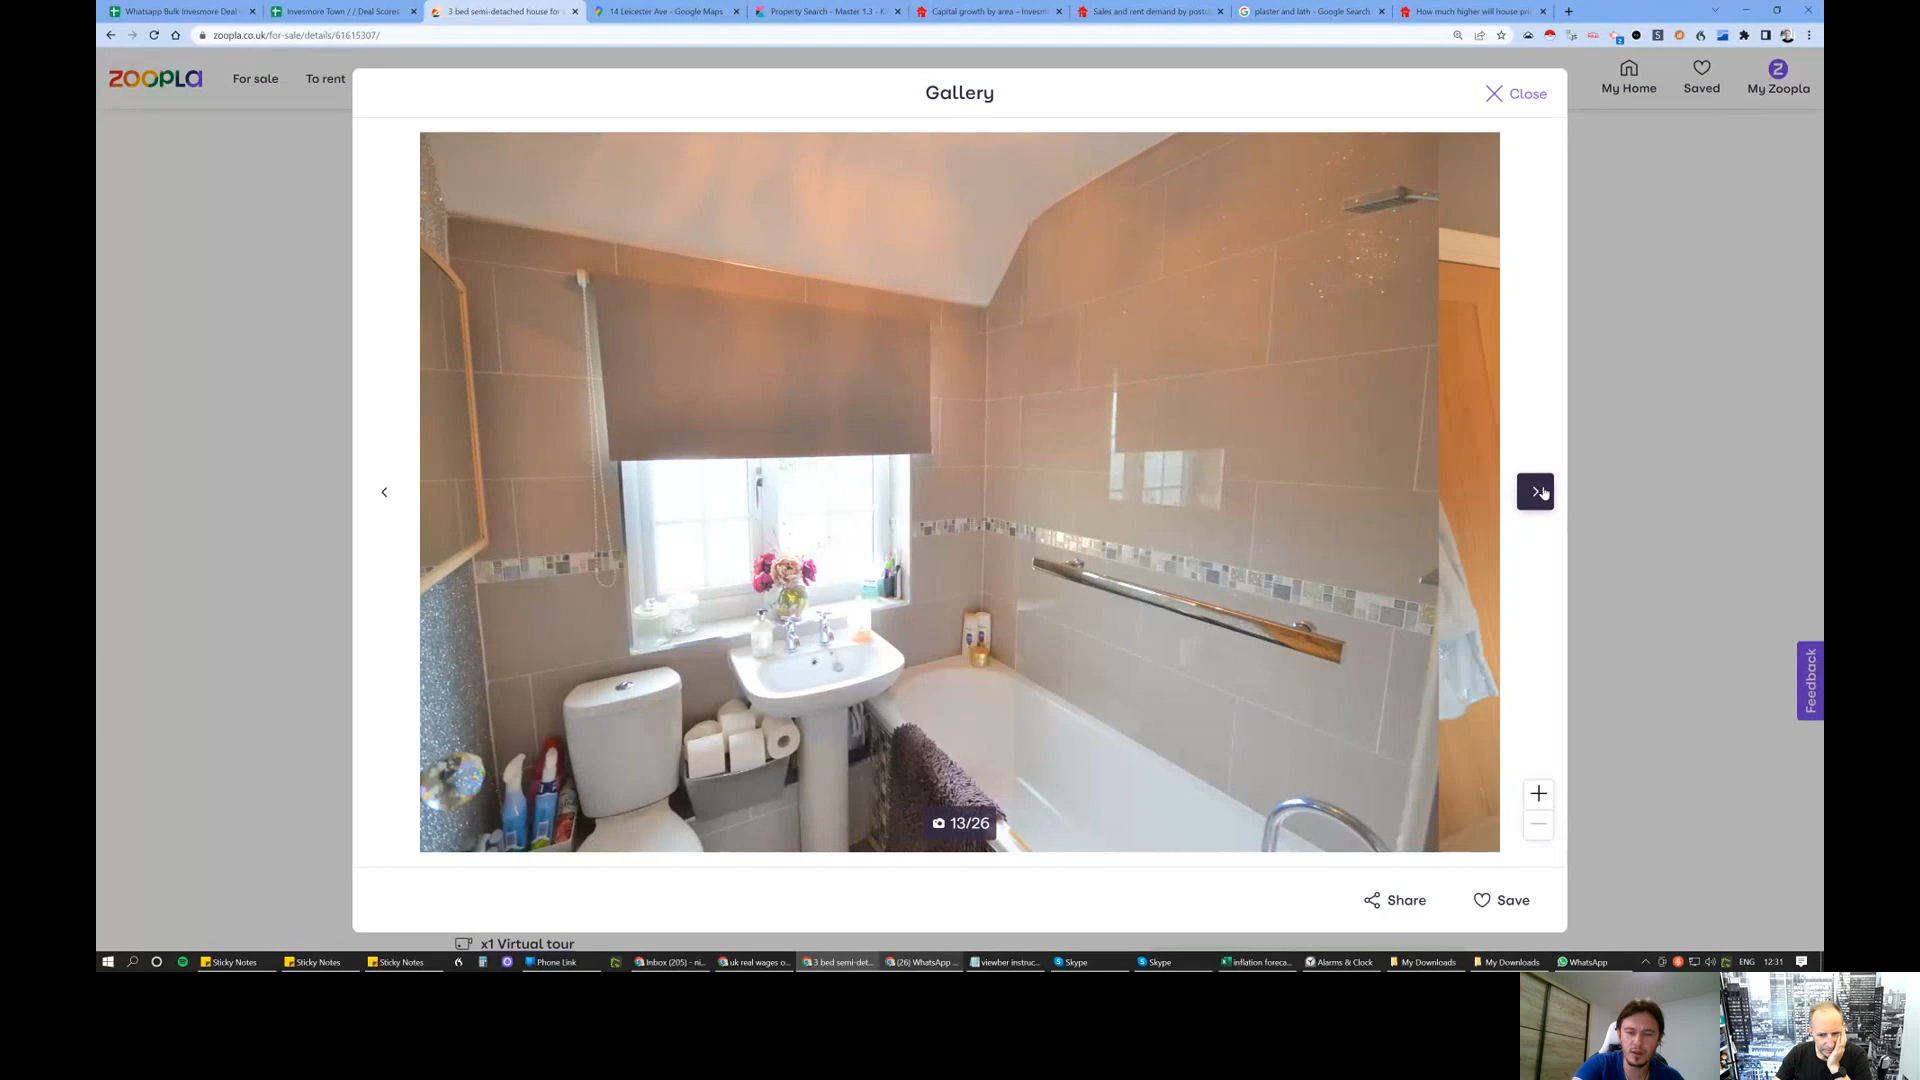 Whatsapp Bulk Invesmore Deal
Invesmore Town // Deal Scores
3 bed semi-detached house for
14 Leicester Ave - Google Maps
Property Search - Master 1.3 - K
Capital growth by area – Invesm
Sales and rent demand by postc
plaster and lath - Google Search
How much higher will house pri
zoopla.co.uk/for-sale/details/61615307/
ZOOPLA
For sale
To rent
Gallery
Close
My Home
Saved
My Zoopla
Feedback
13/26
Share
Save
x1 Virtual tour
Sticky Notes
Sticky Notes
Sticky Notes
Phone Link
Inbox (205) - ni...
uk real wages o...
3 bed semi-det...
(26) WhatsApp ...
viewber instruc...
Skype
Skype
inflation foreca...
Alarms & Clock
My Downloads
My Downloads
WhatsApp
ENG
12:31